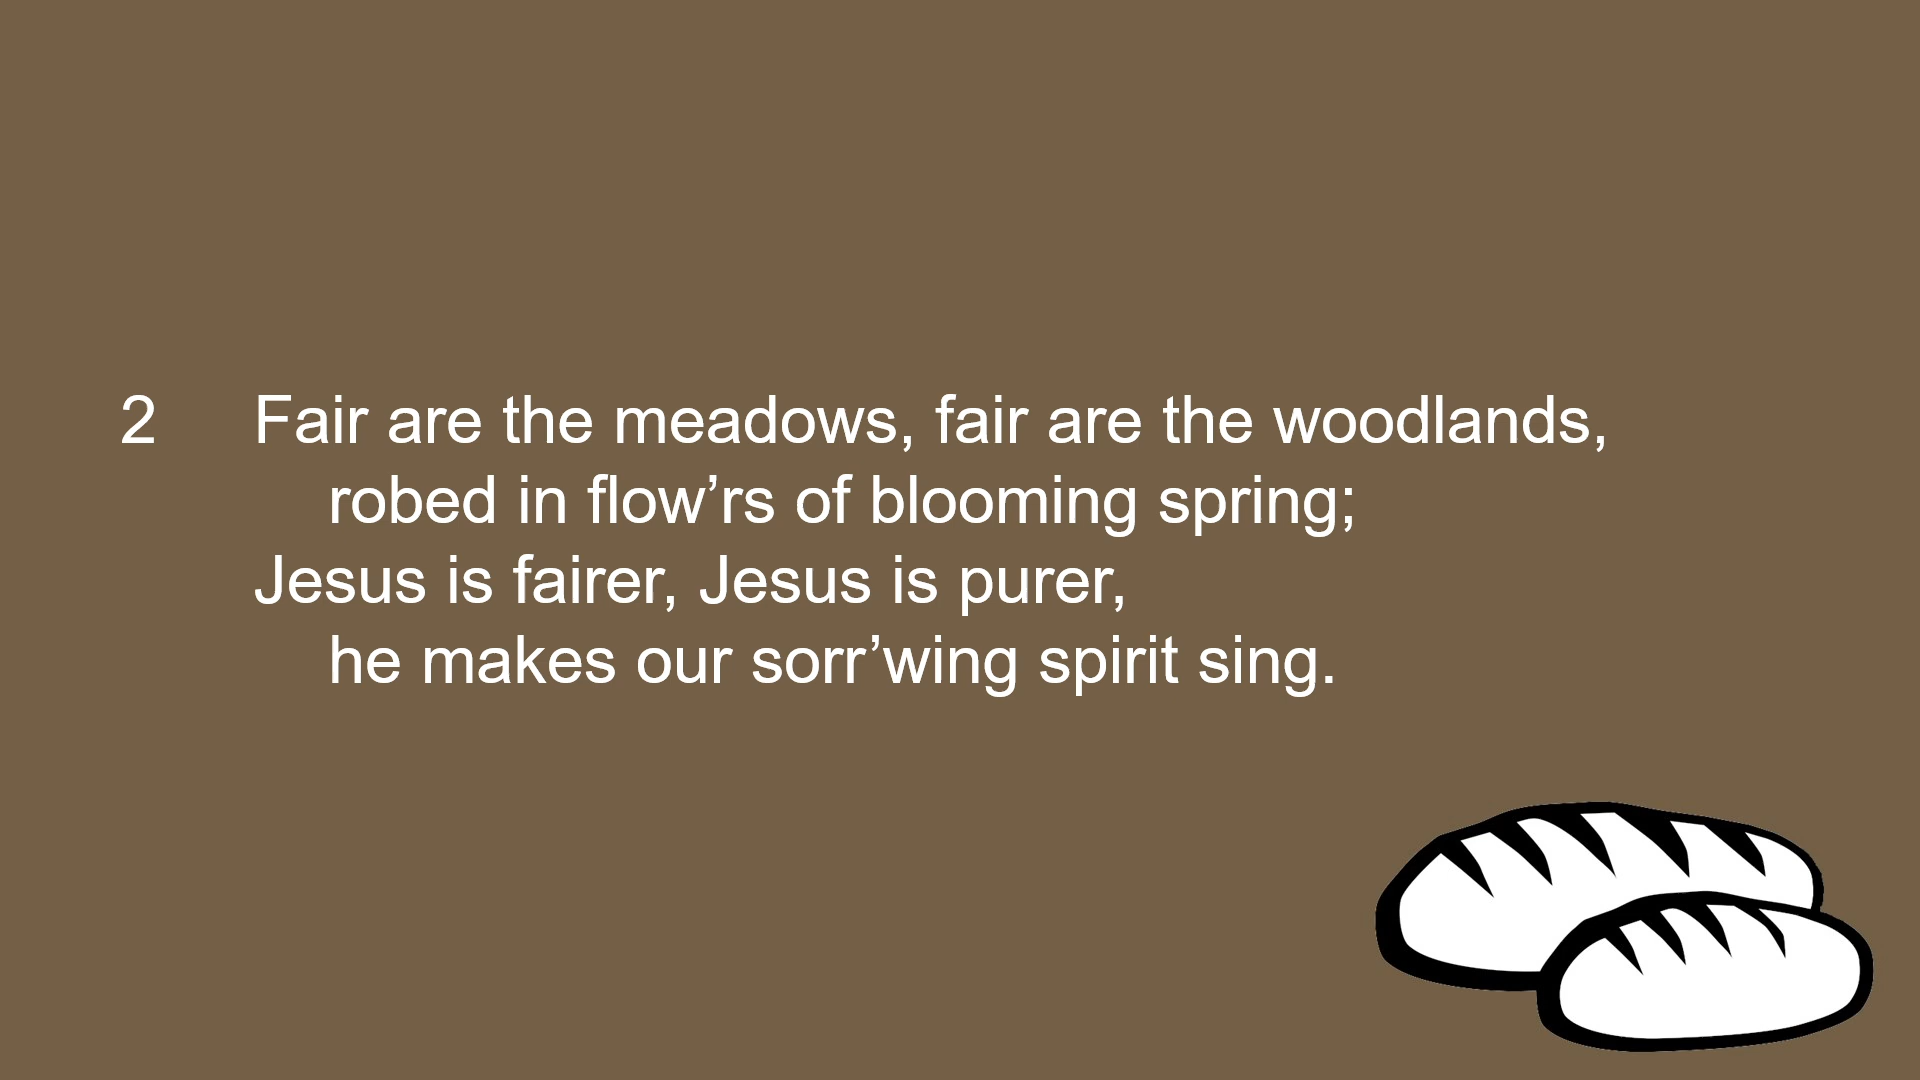 2 Fair are the meadows, fair are the woodlands,
robed in flow’rs of blooming spring;
Jesus is fairer, Jesus is purer,
he makes our sorr’wing spirit sing.